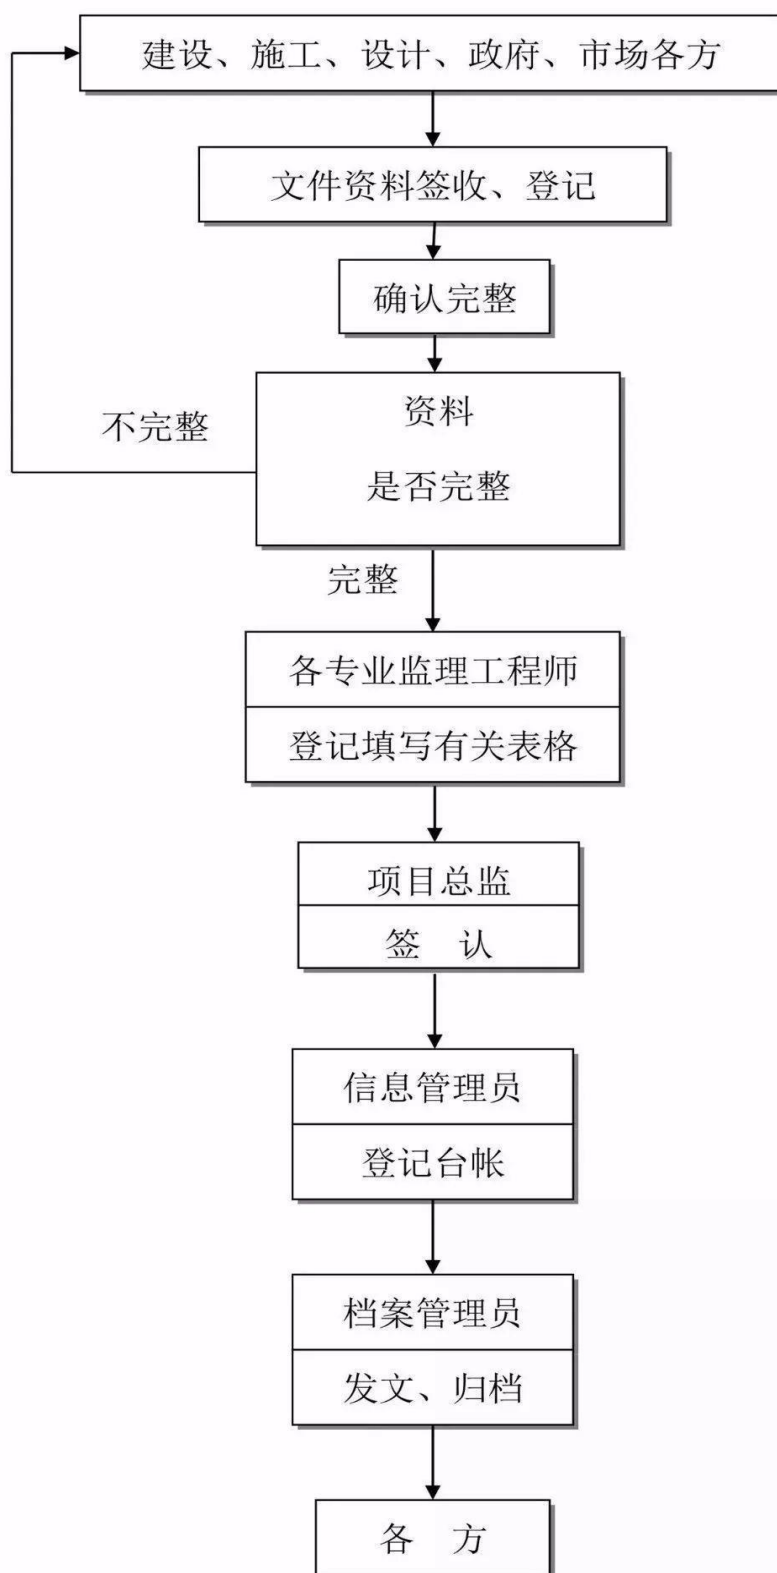 建设、施工、设计、政府、市场各方
文件资料签收、登记
确认完整
资料
不完整
是否完整
完整
各专业监理工程师
登记填写有关表格
项目总监
签 认
信息管理员
登记台帐
档案管理员
发文、归档
各 方